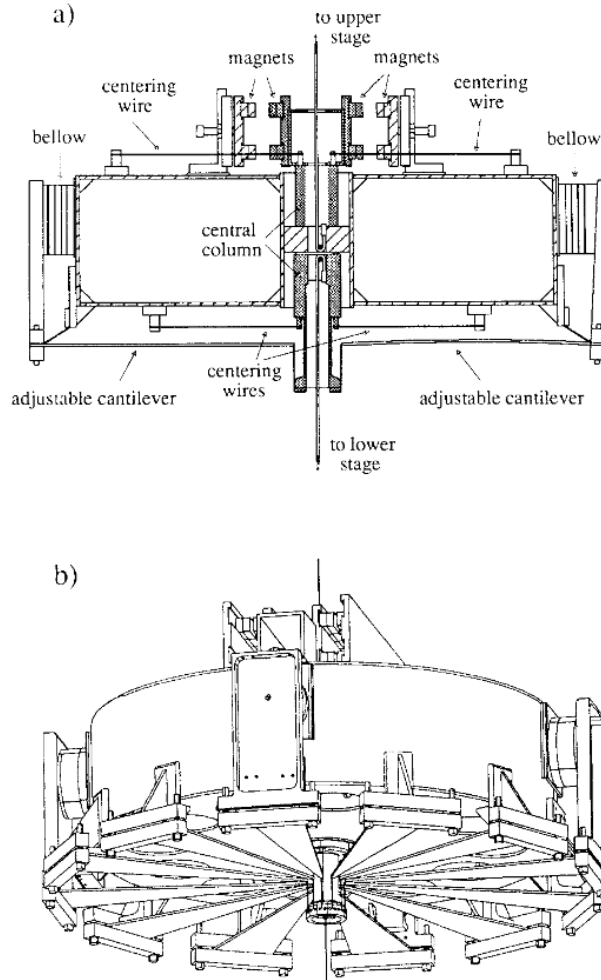 a)
to upper
stage
magnets
magnets
centering
wire
centering
wire
bellow
bellow
central
column
centering
wires
adjustable cantilever
adjustable cantilever
to lower
stage
b)